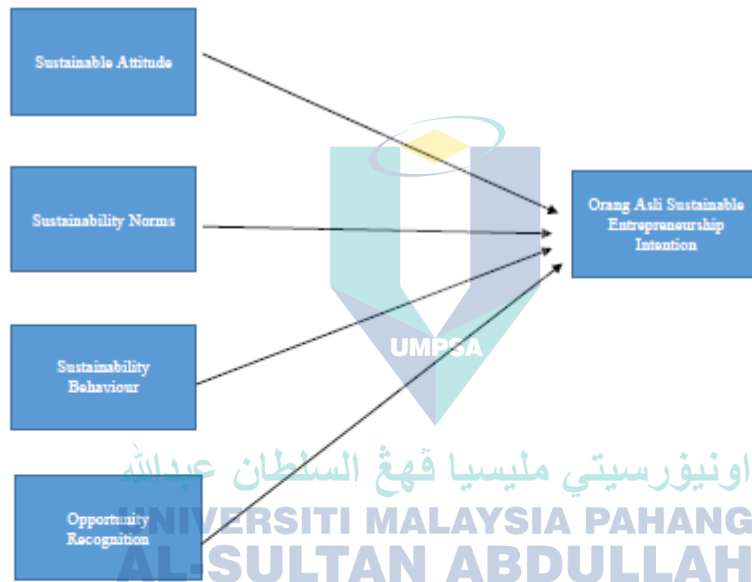 Sustainable Attitude
Sustainability Norms
Orang Asli Sustainable
Entrepreneurship
Intention
UMPSA
Sustainability
Behaviour
اونيۏرسيتي مليسيا ڤهڠ السلطان عبدالله
Opportunity
Recognition
UNIVERSITI MALAYSIA PAHANG
AL-SULTAN ABDULLAH